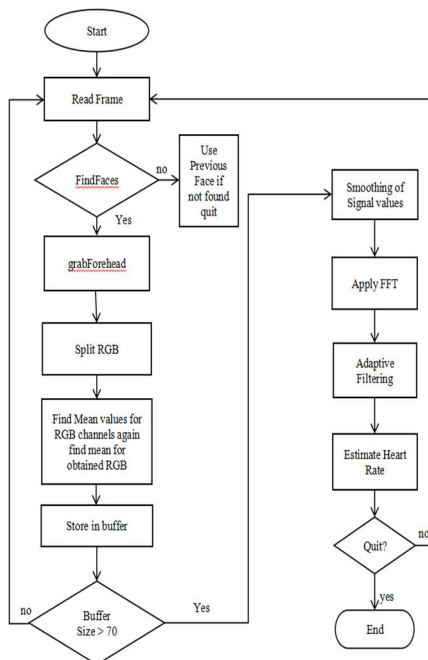 Start
Read Frame
FindFaces
no
Use
Previous
Face if
not found
quit
Yes
grabForehead
Split RGB
Find Mean values for
RGB channels again
find mean for
obtained RGB
Store in buffer
Buffer
Size > 70
no
Yes
Smoothing of
Signal values
Apply FFT
Adaptive
Filtering
Estimate Heart
Rate
Quit?
no
yes
End